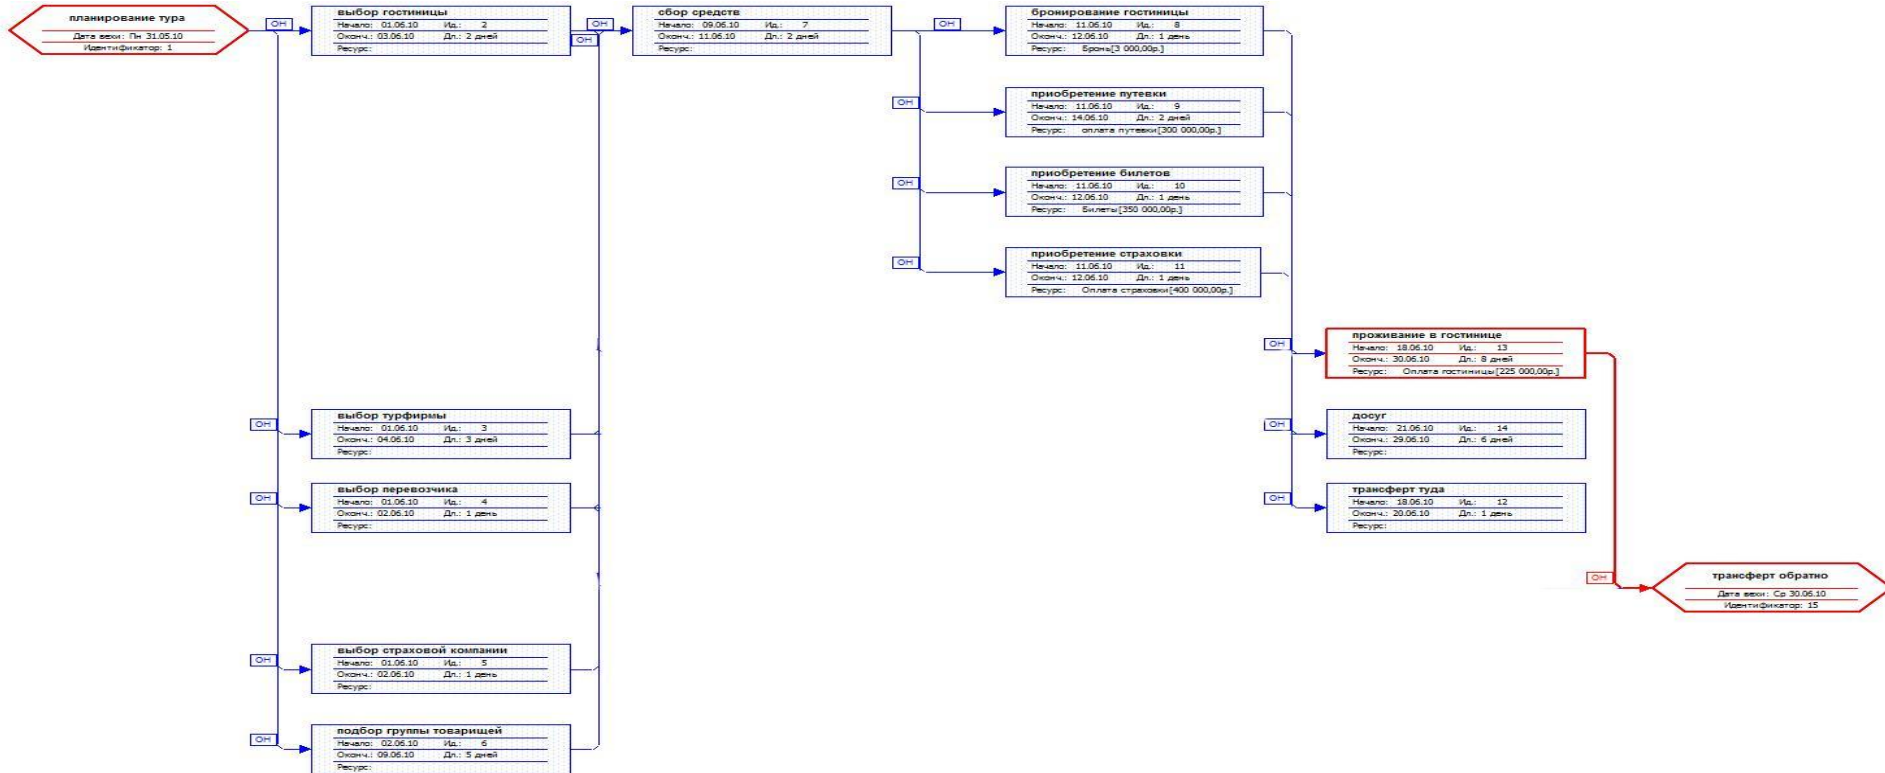 планирование тура
Дата вехи: Пн 31.05.10
Идентификатор: 1
ОН
выбор гостиницы
Начало: 01.06.10 Ид.: 2
Оконч.: 03.06.10 Дл.: 2 дней
Ресурс:
ОН
ОН
сбор средств
Начало: 09.06.10 Ид.: 7
Оконч.: 11.06.10 Дл.: 2 дней
Ресурс:
ОН
бронирование гостиницы
Начало: 11.06.10 Ид.: 8
Оконч.: 12.06.10 Дл.: 1 день
Ресурс: Бронь[3 000,00р.]
ОН
приобретение путевки
Начало: 11.06.10 Ид.: 9
Оконч.: 14.06.10 Дл.: 2 дней
Ресурс: оплата путевки[300 000,00р.]
ОН
приобретение билетов
Начало: 11.06.10 Ид.: 10
Оконч.: 12.06.10 Дл.: 1 день
Ресурс: Билеты[350 000,00р.]
ОН
приобретение страховки
Начало: 11.06.10 Ид.: 11
Оконч.: 12.06.10 Дл.: 1 день
Ресурс: Оплата страховки[400 000,00р.]
ОН
проживание в гостинице
Начало: 18.06.10 Ид.: 13
Оконч.: 30.06.10 Дл.: 8 дней
Ресурс: Оплата гостиницы[225 000,00р.]
ОН
выбор турфирмы
Начало: 01.06.10 Ид.: 3
Оконч.: 04.06.10 Дл.: 3 дней
Ресурс:
ОН
досуг
Начало: 21.06.10 Ид.: 14
Оконч.: 29.06.10 Дл.: 6 дней
Ресурс:
ОН
выбор перевозчика
Начало: 01.06.10 Ид.: 4
Оконч.: 02.06.10 Дл.: 1 день
Ресурс:
ОН
трансферт туда
Начало: 18.06.10 Ид.: 12
Оконч.: 20.06.10 Дл.: 1 день
Ресурс:
ОН
трансферт обратно
Дата вехи: Ср 30.06.10
Идентификатор: 15
ОН
выбор страховой компании
Начало: 01.06.10 Ид.: 5
Оконч.: 02.06.10 Дл.: 1 день
Ресурс:
ОН
подбор группы товарищей
Начало: 02.06.10 Ид.: 6
Оконч.: 09.06.10 Дл.: 5 дней
Ресурс: